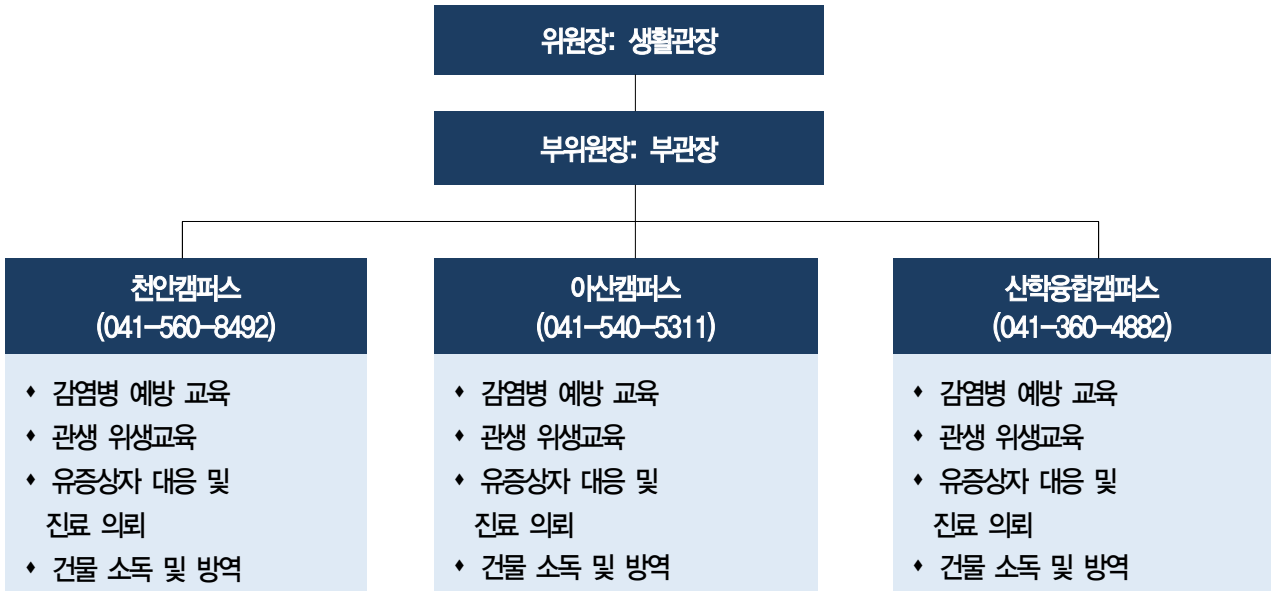 위원장: 생활관장
부위원장: 부관장
천안캠퍼스
(041-560-8492)
♦ 감염병 예방 교육
♦ 관생 위생교육
♦ 유증상자 대응 및
진료 의뢰
♦ 건물 소독 및 방역
아산캠퍼스
(041-540-5311)
♦ 감염병 예방 교육
♦ 관생 위생교육
♦ 유증상자 대응 및
진료 의뢰
♦ 건물 소독 및 방역
산학융합캠퍼스
(041-360-4882)
♦ 감염병 예방 교육
♦ 관생 위생교육
♦ 유증상자 대응 및
진료 의뢰
♦ 건물 소독 및 방역